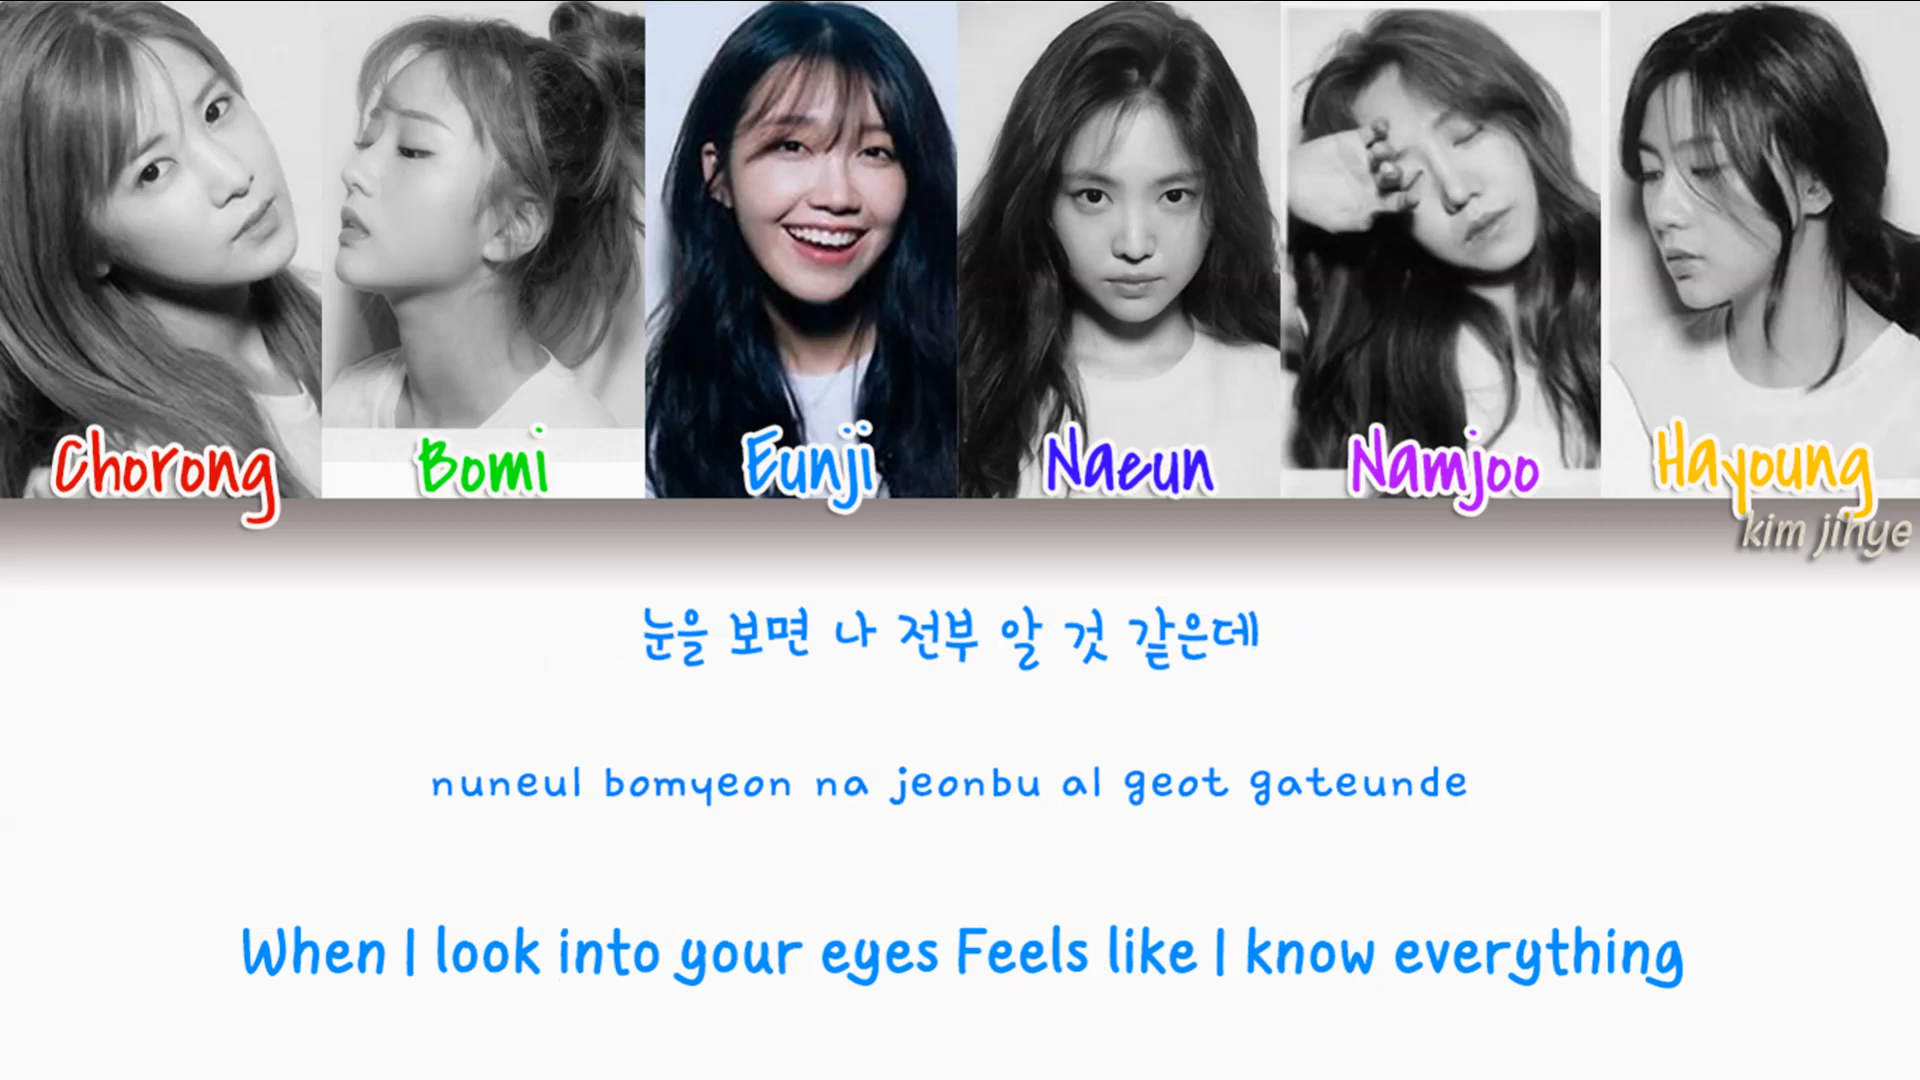 Chorong Bomi Eunji Naeun Namjoo Hayoung
kim jihye
눈을 보면 나 전부 알 것 같은데
nuneul bomyeon na jeonbu al geot gateunde
When I look into your eyes Feels like I know everything